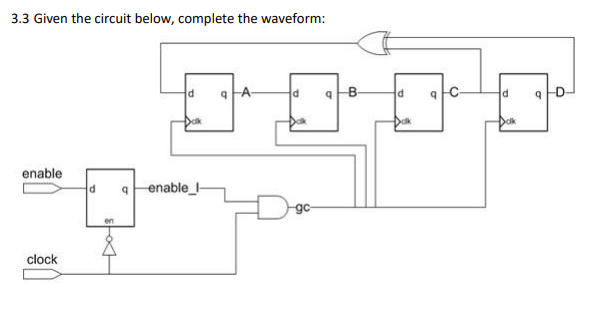 3.3 Given the circuit below, complete the waveform:
d q A d q B d q C d q D
clk clk clk clk
enable
d q enable_l
gc
en
clock